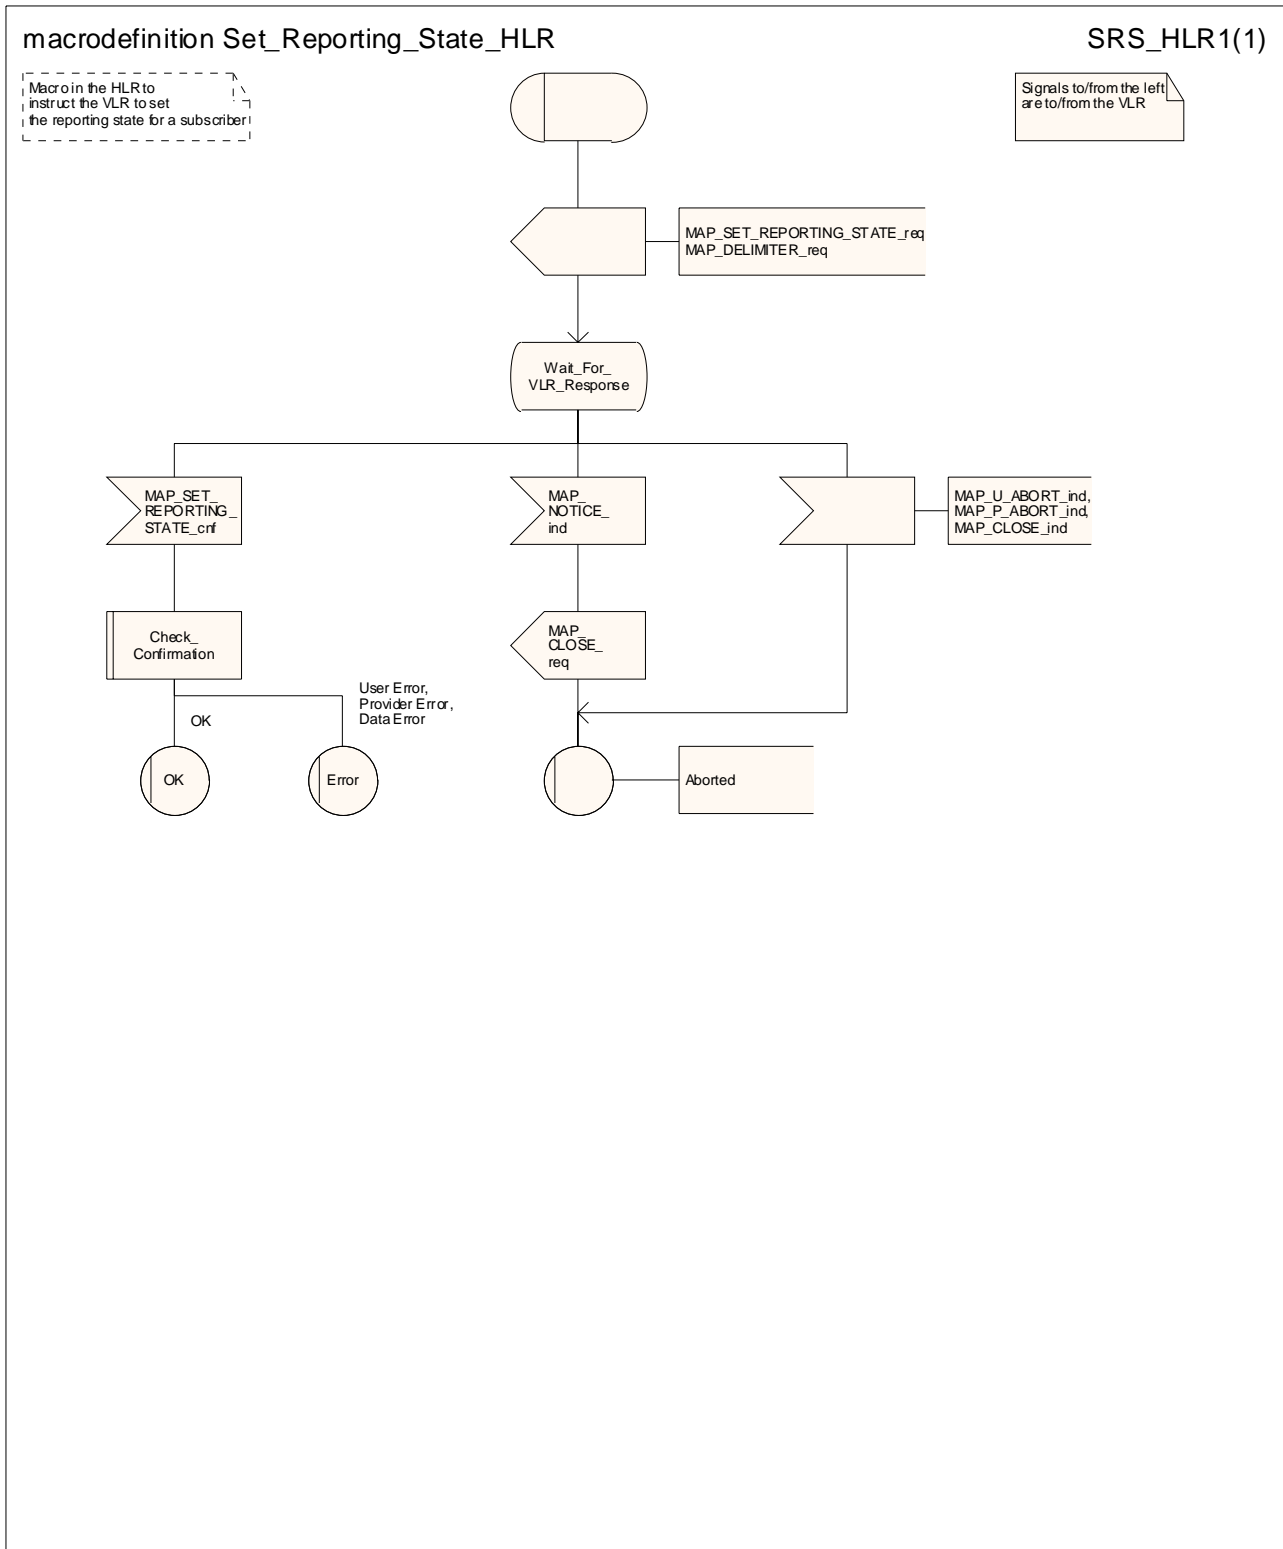 macrodefinition Set_Reporting_State_HLR
SRS_HLR1(1)
Macro in the HLR to
instruct the VLR to set
the reporting state for a subscriber
Signals to/from the left
are to/from the VLR
MAP_SET_REPORTING_STATE_req
MAP_DELIMITER_req
Wait_For_
VLR_Response
MAP_SET_
REPORTING_
STATE_cnf
MAP_
NOTICE_
ind
MAP_U_ABORT_ind,
MAP_P_ABORT_ind,
MAP_CLOSE_ind
Check_
Confirmation
MAP_
CLOSE_
req
User Error,
Provider Error,
Data Error
OK
OK
Error
Aborted